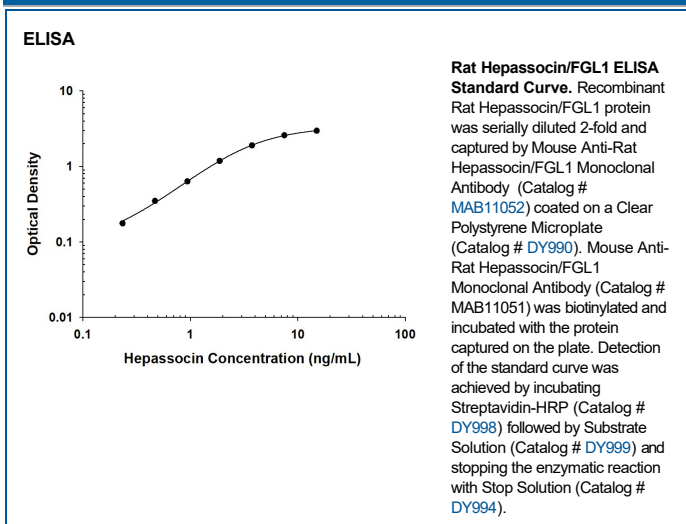 ELISA
10
1
0.1
0.01
0.1
1
10
100
Optical Density
Hepassocin Concentration (ng/mL)
Rat Hepassocin/FGL1 ELISA
Standard Curve. Recombinant
Rat Hepassocin/FGL1 protein
was serially diluted 2-fold and
captured by Mouse Anti-Rat
Hepassocin/FGL1 Monoclonal
Antibody (Catalog #
MAB11052) coated on a Clear
Polystyrene Microplate
(Catalog # DY990). Mouse Anti-
Rat Hepassocin/FGL1
Monoclonal Antibody (Catalog #
MAB11051) was biotinylated and
incubated with the protein
captured on the plate. Detection
of the standard curve was
achieved by incubating
Streptavidin-HRP (Catalog #
DY998) followed by Substrate
Solution (Catalog # DY999) and
stopping the enzymatic reaction
with Stop Solution (Catalog #
DY994).